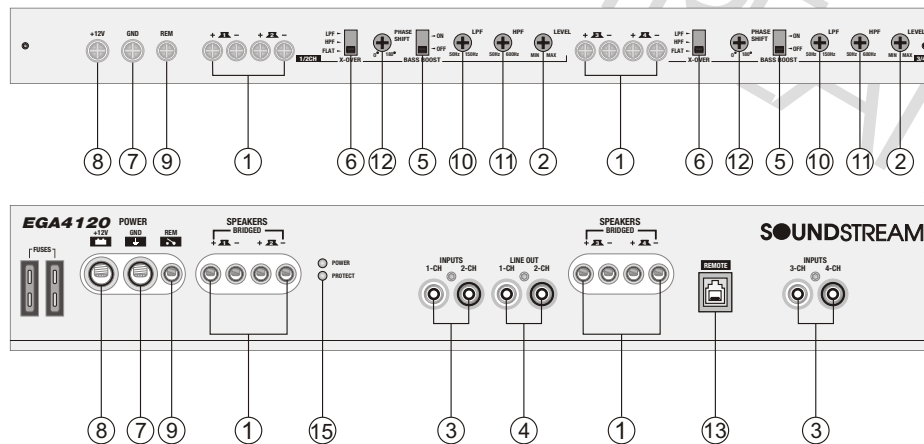 +12V GND REM + - + - 1/2CH LPF HPF FLAT X-OVER 50Hz 0° 180° PHASE SHIFT ON OFF BASS BOOST LPF 50Hz 150Hz HPF 50Hz 600Hz LEVEL MIN MAX + - + - LPF HPF FLAT X-OVER 0° 180° PHASE SHIFT ON OFF BASS BOOST LPF 50Hz 150Hz HPF 50Hz 600Hz LEVEL MIN MAX
8 7 9 1 6 12 5 10 11 2 1 6 12 5 10 11 2
EGA4120 POWER SPEAKERS SPEAKERS SOUNDSTREAM
+12V GND REM BRIDGED BRIDGED
FUSES + - + - + - + -
POWER INPUTS LINE OUT REMOTE INPUTS
PROTECT 1-CH 2-CH 1-CH 2-CH 3-CH 4-CH
8 7 9 1 15 3 4 1 13 3